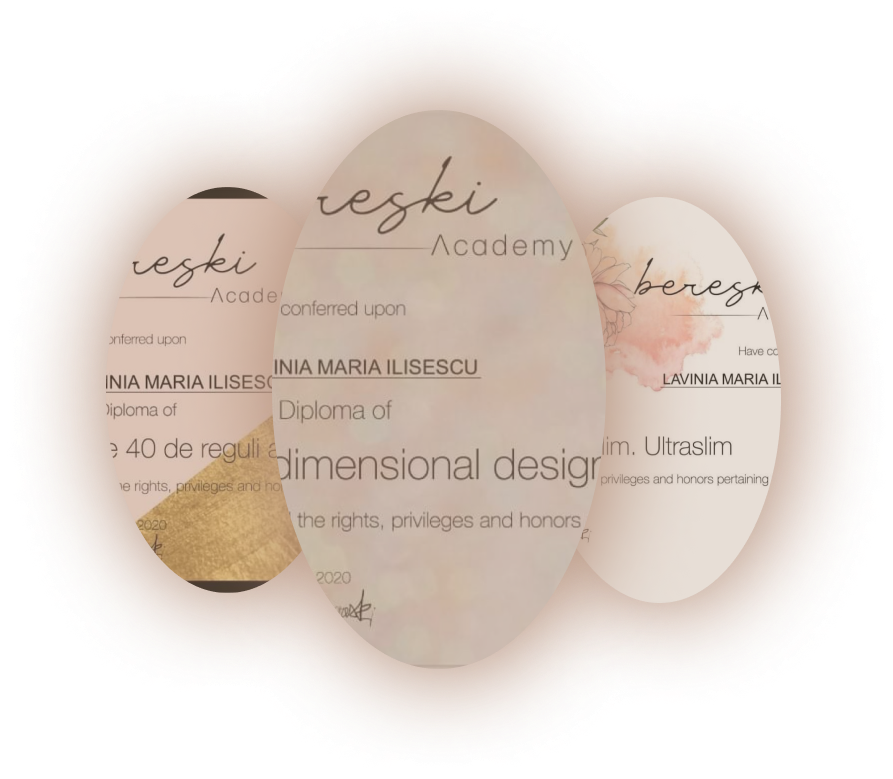 reski
Acade
onferred upon
INIA MARIA ILISESC
Diploma of
e 40 de reguli a
he rights, privileges and ho
2020
reski
Academy
conferred upon
INIA MARIA ILISESCU
Diploma of
dimensional design
the rights, privileges and honors
2020
beresk
A
Have co
LAVINIA MARIA IL
lim. Ultraslim
privileges and honors pertaining